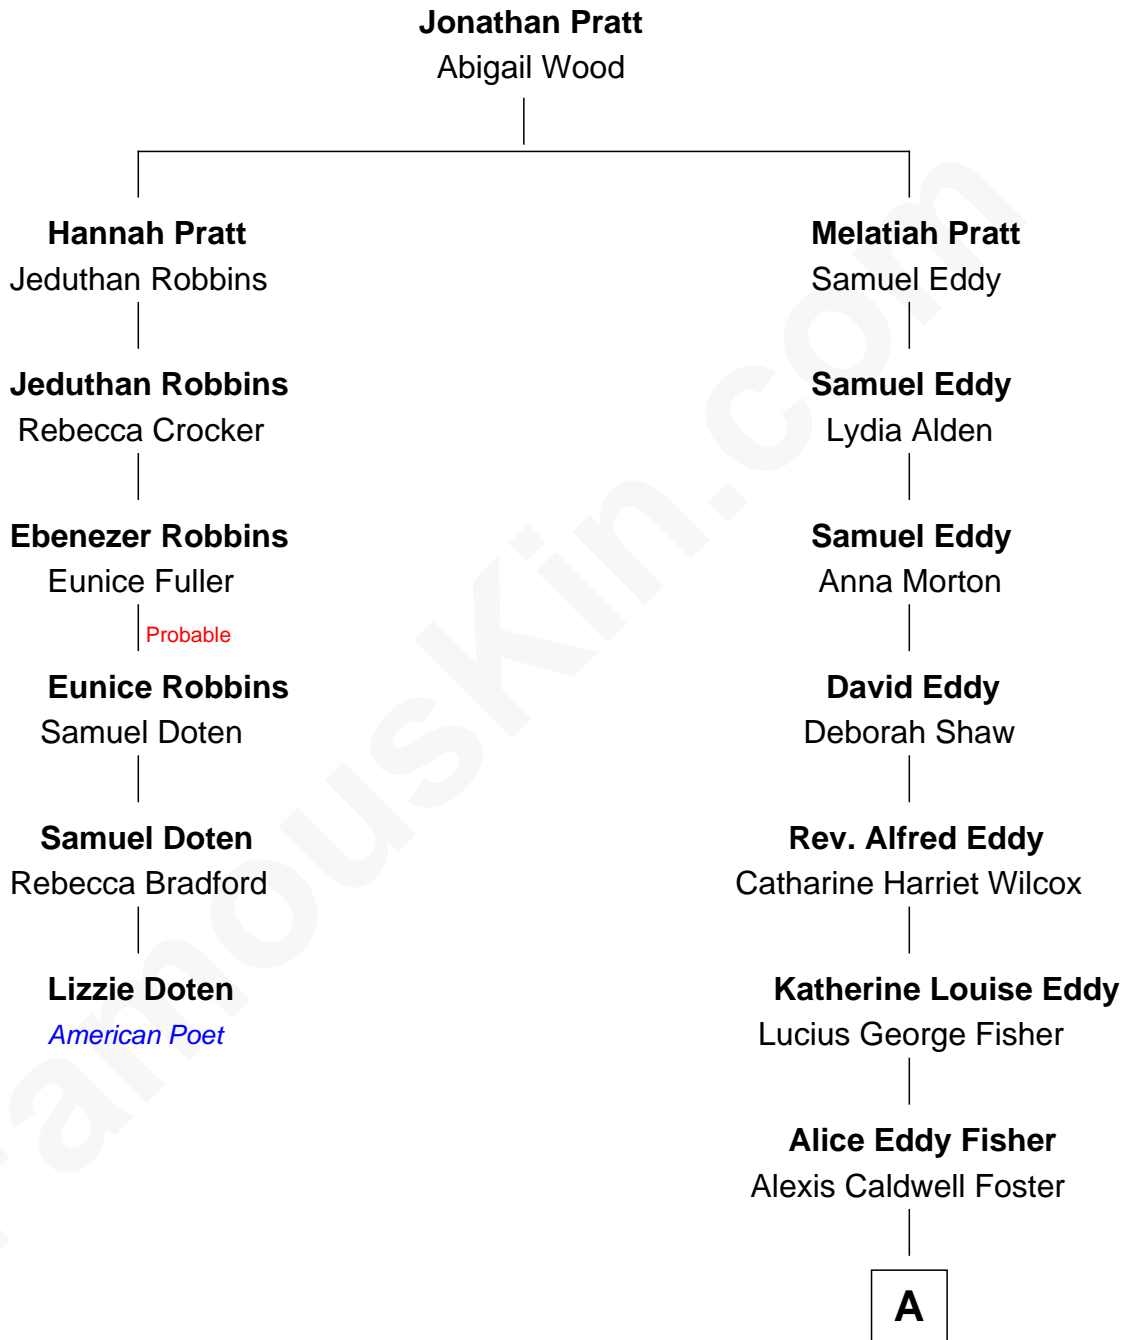 Jonathan Pratt
Abigail Wood
Hannah Pratt
Jeduthan Robbins
Melatiah Pratt
Samuel Eddy
Jeduthan Robbins
Rebecca Crocker
Samuel Eddy
Lydia Alden
Ebenezer Robbins
Eunice Fuller
Samuel Eddy
Anna Morton
Probable
Eunice Robbins
Samuel Doten
David Eddy
Deborah Shaw
Samuel Doten
Rebecca Bradford
Rev. Alfred Eddy
Catharine Harriet Wilcox
Lizzie Doten
American Poet
Katherine Louise Eddy
Lucius George Fisher
Alice Eddy Fisher
Alexis Caldwell Foster
A
FamousKin.com